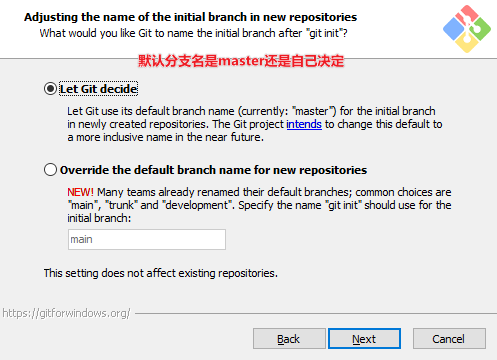 Adjusting the name of the initial branch in new repositories
What would you like Git to name the initial branch after "git init"?
默认分支名是master还是自己决定
Let Git decide
Let Git use its default branch name (currently: "master") for the initial branch
in newly created repositories. The Git project intends to change this default to
a more inclusive name in the near future.
Override the default branch name for new repositories
NEW! Many teams already renamed their default branches; common choices are
"main", "trunk" and "development". Specify the name "git init" should use for the
initial branch:
main
This setting does not affect existing repositories.
https://gitforwindows.org/
Back Next Cancel